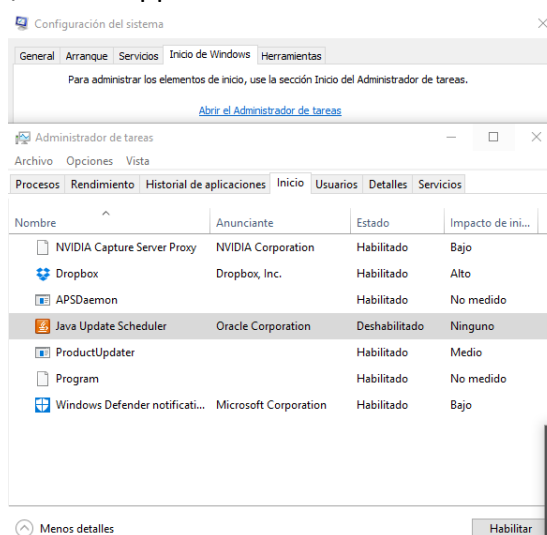 Configuración del sistema
General Arranque Servicios Inicio de Windows Herramientas
Para administrar los elementos de inicio, use la sección Inicio del Administrador de tareas.
Abrir el Administrador de tareas
Administrador de tareas
Archivo Opciones Vista
Procesos Rendimiento Historial de aplicaciones Inicio Usuarios Detalles Servicios
Nombre Anunciante Estado Impacto de ini...
NVIDIA Capture Server Proxy NVIDIA Corporation Habilitado Bajo
Dropbox Dropbox, Inc. Habilitado Alto
APSDaemon Habilitado No medido
Java Update Scheduler Oracle Corporation Deshabilitado Ninguno
ProductUpdater Habilitado Medio
Program Habilitado No medido
Windows Defender notificati... Microsoft Corporation Habilitado Bajo
Menos detalles Habilitar